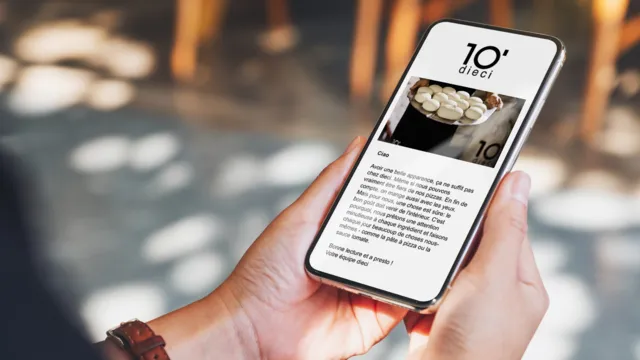 10'
dieci
10
Ciao
Avoir une belle apparence, ça ne suffit pas
chez dieci. Même si nous pouvons
vraiment être fiers de nos pizzas. En fin de
compte, on mange aussi avec les yeux.
Mais pour nous, une chose est sûre: le
bon goût doit venir de l'intérieur. C'est
pourquoi, nous prêtons une attention
minutieuse à chaque ingrédient et faisons
chaque jour beaucoup de choses nous-
mêmes - comme la pâte à pizza ou la
sauce tomate.
Bonne lecture et a presto !
Votre équipe dieci